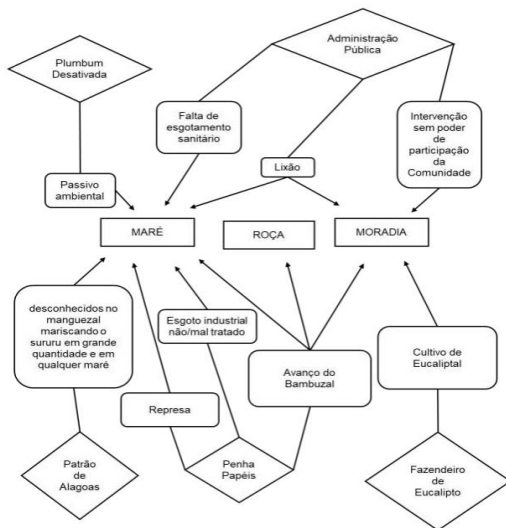 Administração
Pública
Plumbum
Desativada
Falta de
esgotamento
sanitário
Intervenção
sem poder
de
participação
da
Comunidade
Lixão
Passivo
ambiental
MARÉ
ROÇA
MORADIA
desconhecidos no
manguezal
mariscando o
sururu em grande
quantidade e em
qualquer maré
Esgoto industrial
não/mal tratado
Avanço do
Bambuzal
Cultivo de
Eucaliptal
Represa
Patrão
de
Alagoas
Penha
Papéis
Fazendeiro
de
Eucalipto